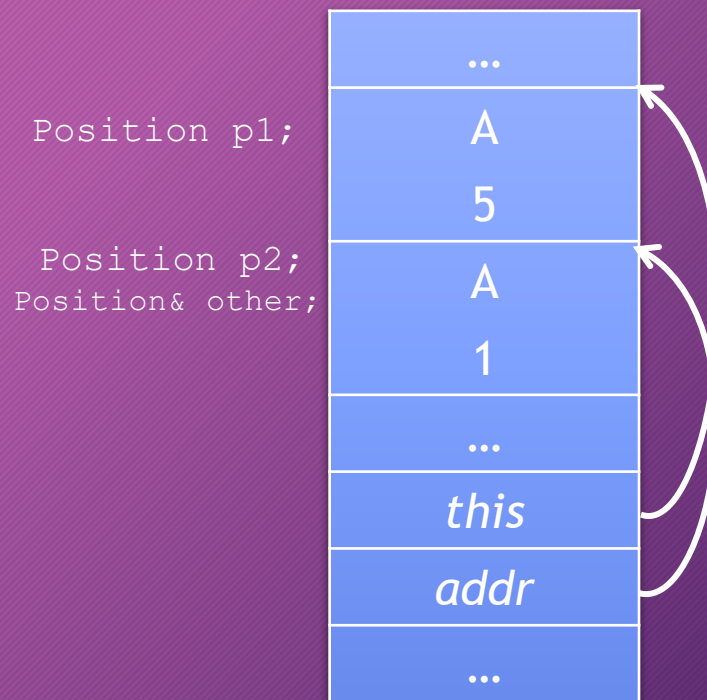 …
Position p1;
A
5
Position p2;
Position& other;
A
1
…
this
addr
…